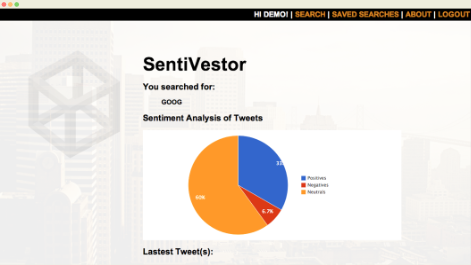 HI DEMO! | SEARCH | SAVED SEARCHES | ABOUT | LOGOUT
SentiVestor
You searched for:
GOOG
Sentiment Analysis of Tweets
Positives
Negatives
Neutrals
6.7%
60%
Lastest Tweet(s):